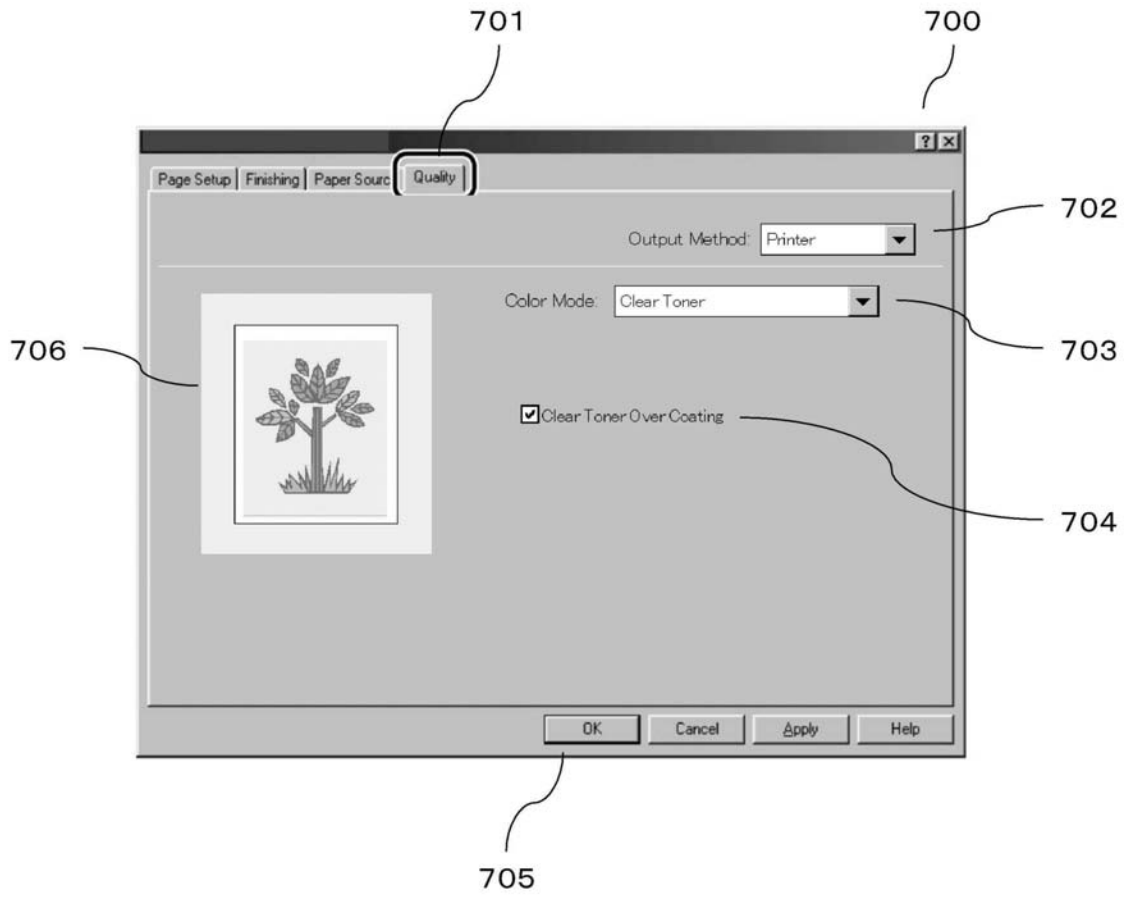 701
700
? ×
Page Setup Finishing Paper Sourc Quality
702
Output Method: Printer
Color Mode: Clear Toner
703
706
Clear Toner Over Coating
704
OK Cancel Apply Help
705